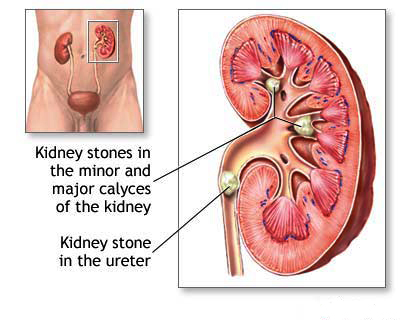 Kidney stones in
the minor and
major calyces
of the kidney
Kidney stone
in the ureter